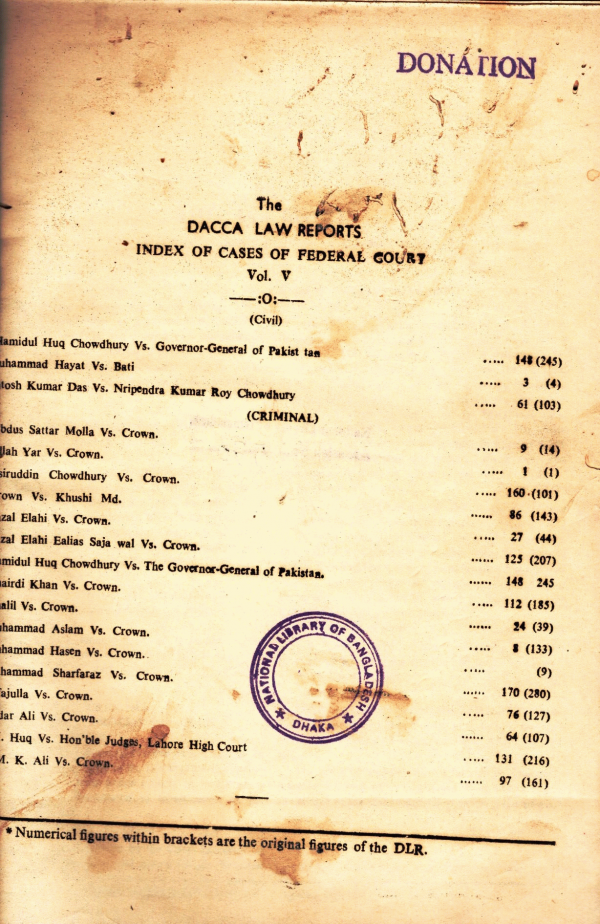 DONATION
The
DACCA LAW REPORTS
INDEX OF CASES OF FEDERAL COURT
Vol. V
——:O:——
(Civil)
amidul Huq Chowdhury Vs. Governor-General of Pakist tan ..... 148 (245)
uhammad Hayat Vs. Bati ..... 3 (4)
tosh Kumar Das Vs. Nripendra Kumar Roy Chowdhury ..... 61 (103)
(CRIMINAL)
bdus Sattar Molla Vs. Crown. ..... 9 (14)
llah Yar Vs. Crown. ..... 1 (1)
siruddin Chowdhury Vs. Crown. ..... 160 (101)
rown Vs. Khushi Md. ...... 86 (143)
zal Elahi Vs. Crown. ..... 27 (44)
zal Elahi Ealias Saja wal Vs. Crown. ...... 125 (207)
midul Huq Chowdhury Vs. The Governor-General of Pakistan. ...... 148 245
airdi Khan Vs. Crown. ..... 112 (185)
alil Vs. Crown. ...... 24 (39)
uhammad Aslam Vs. Crown. ..... 8 (133)
hammad Hasen Vs. Crown. ..... (9)
hammad Sharfaraz Vs. Crown. ...... 170 (280)
ajulla Vs. Crown. ..... 76 (127)
dar Ali Vs. Crown. ...... 64 (107)
. Huq Vs. Hon'ble Judges, Lahore High Court ..... 131 (216)
M. K. Ali Vs. Crown. ...... 97 (161)
NATIONAL LIBRARY OF BANGLADESH
* DHAKA *
* Numerical figures within brackets are the original figures of the DLR.